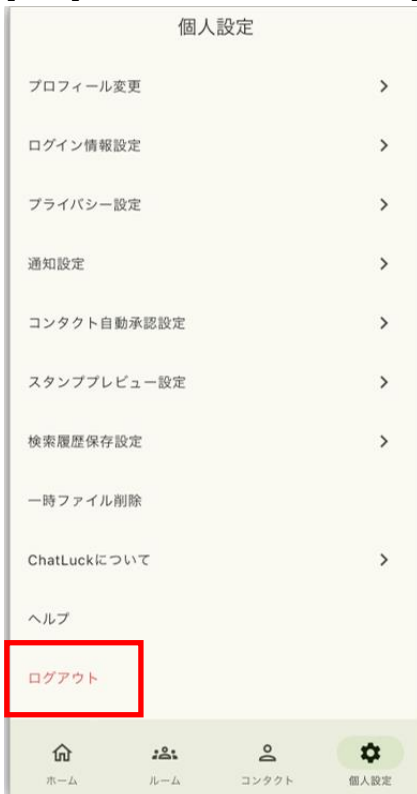 個人設定
プロフィール変更
ログイン情報設定
プライバシー設定
通知設定
コンタクト自動承認設定
スタンププレビュー設定
検索履歴保存設定
一時ファイル削除
ChatLuckについて
ヘルプ
ログアウト
ホーム ルーム コンタクト 個人設定